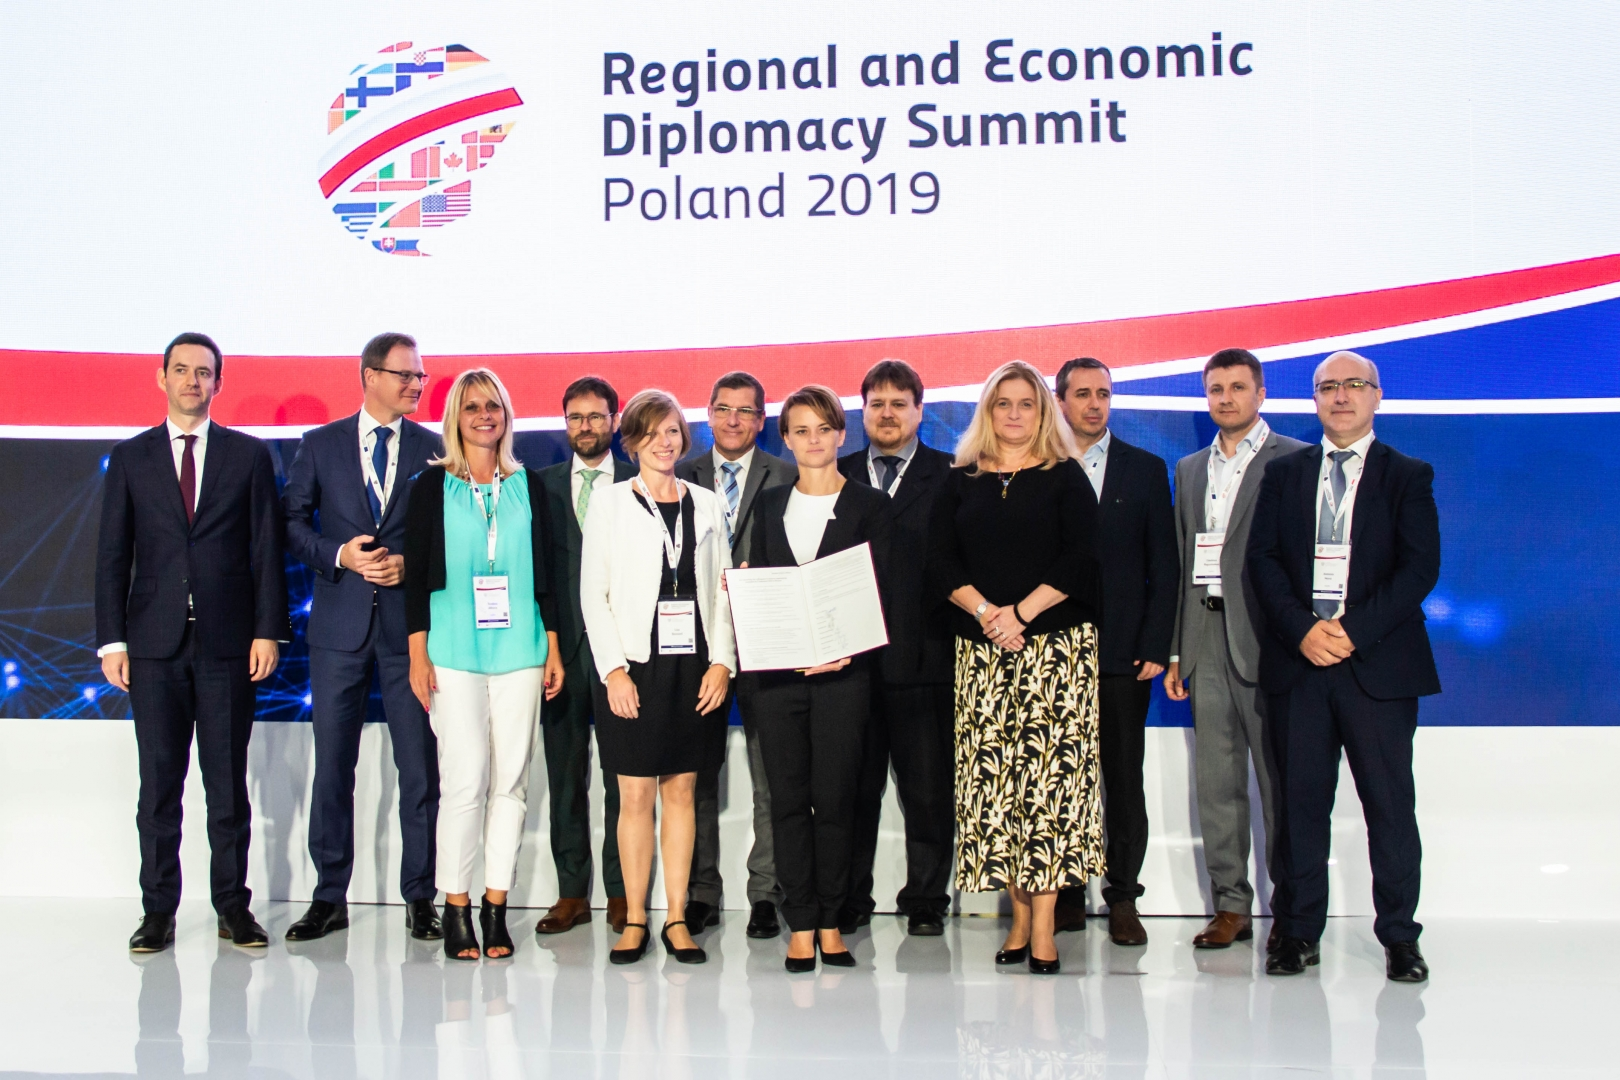 Regional and Economic
Diplomacy Summit
Poland 2019